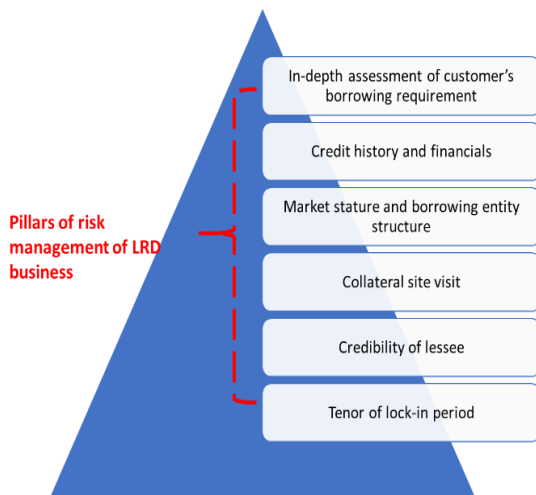 Pillars of risk
management of LRD
business
In-depth assessment of customer's
borrowing requirement
Credit history and financials
Market stature and borrowing entity
structure
Collateral site visit
Credibility of lessee
Tenor of lock-in period